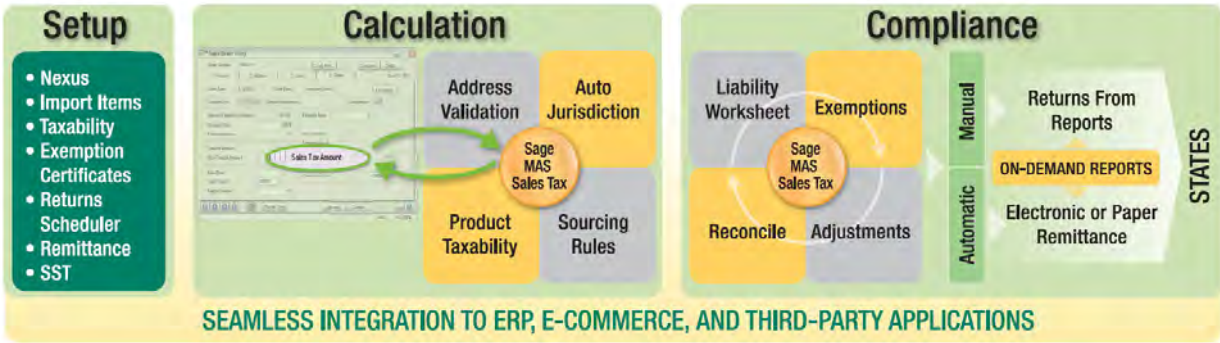 Setup
• Nexus
• Import Items
• Taxability
• Exemption
Certificates
• Returns
Scheduler
• Remittance
• SST
Calculation
Sales Tax Amount
Address
Validation
Auto
Jurisdiction
Sage
MAS
Sales Tax
Product
Taxability
Sourcing
Rules
Compliance
Liability
Worksheet
Exemptions
Sage
MAS
Sales Tax
Reconcile
Adjustments
Manual
Automatic
Returns From
Reports
ON-DEMAND REPORTS
Electronic or Paper
Remittance
STATES
SEAMLESS INTEGRATION TO ERP, E-COMMERCE, AND THIRD-PARTY APPLICATIONS